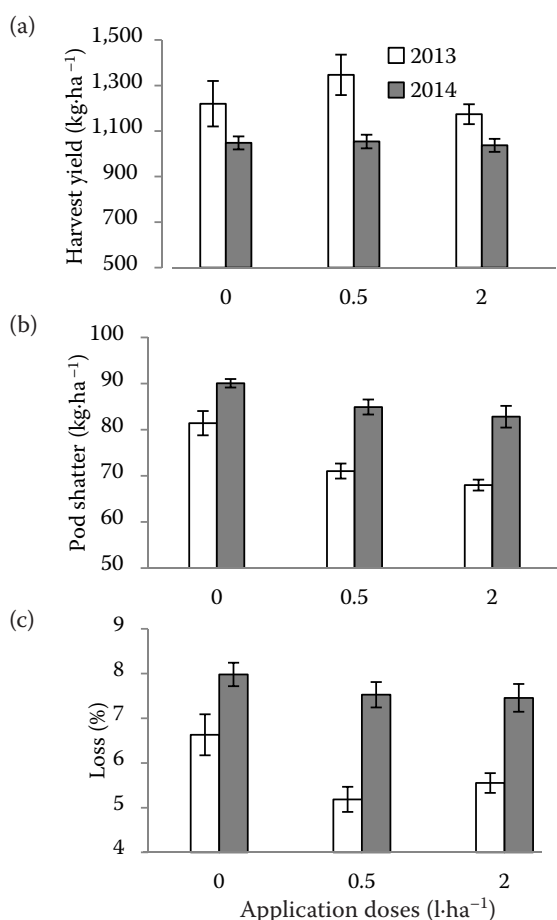 (a)
Harvest yield (kg·ha⁻¹)
1,500
1,300
1,100
900
700
500
2013
2014
0 0.5 2
(b)
Pod shatter (kg·ha⁻¹)
100
90
80
70
60
50
0 0.5 2
(c)
Loss (%)
9
8
7
6
5
4
0 0.5 2
Application doses (l·ha⁻¹)